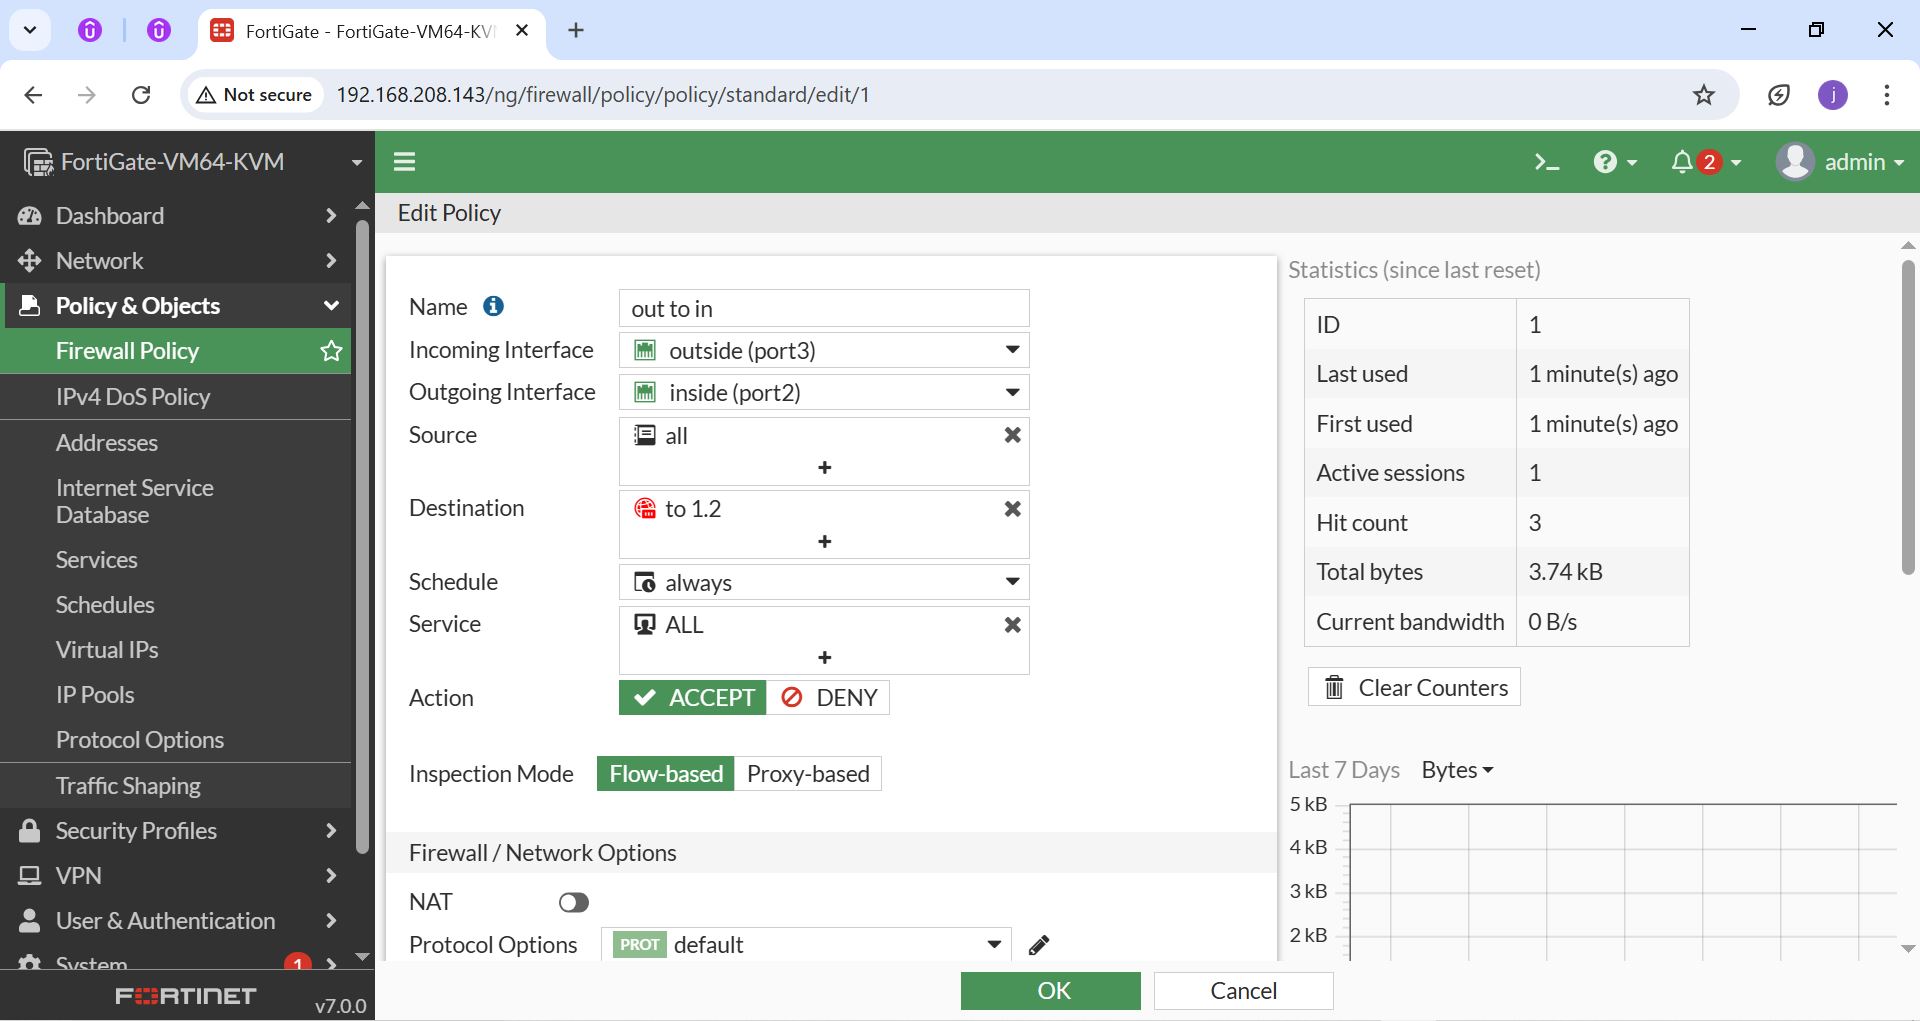 FortiGate - FortiGate-VM64-KV
Not secure
192.168.208.143/ng/firewall/policy/policy/standard/edit/1
j
FortiGate-VM64-KVM
2
admin
Dashboard
Network
Policy & Objects
Firewall Policy
IPv4 DoS Policy
Addresses
Internet Service
Database
Services
Schedules
Virtual IPs
IP Pools
Protocol Options
Traffic Shaping
Security Profiles
VPN
User & Authentication
System
1
FORTINET
v7.0.0
Edit Policy
Name
out to in
Incoming Interface
outside (port3)
Outgoing Interface
inside (port2)
Source
all
Destination
to 1.2
Schedule
always
Service
ALL
Action
ACCEPT
DENY
Inspection Mode
Flow-based
Proxy-based
Firewall / Network Options
NAT
Protocol Options
PROT
default
OK
Cancel
Statistics (since last reset)
ID 1
Last used 1 minute(s) ago
First used 1 minute(s) ago
Active sessions 1
Hit count 3
Total bytes 3.74 kB
Current bandwidth 0 B/s
Clear Counters
Last 7 Days Bytes
5 kB
4 kB
3 kB
2 kB